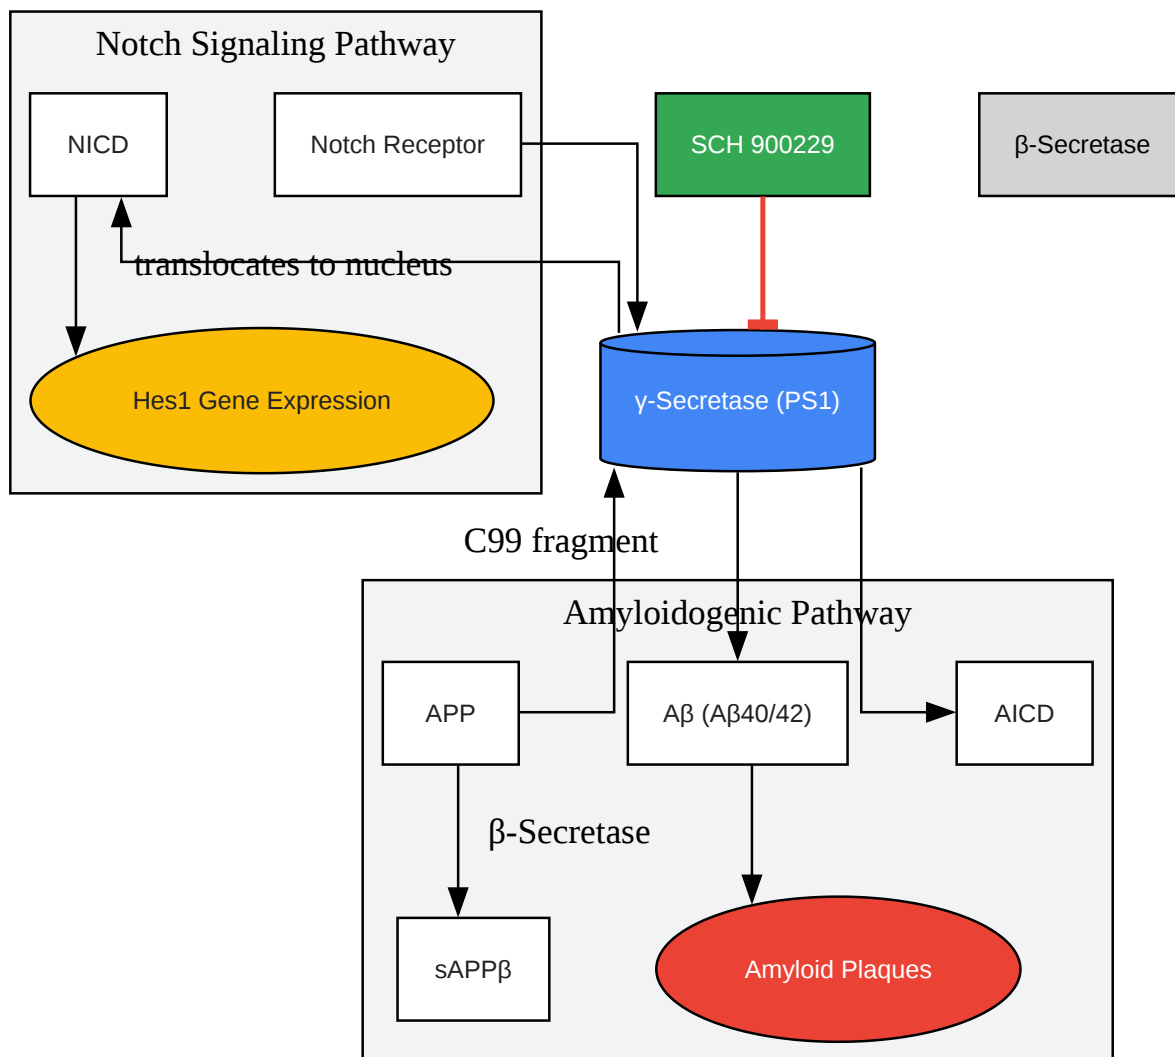 Notch Signaling Pathway
NICD
Notch Receptor
SCH 900229
β-Secretase
translocates to nucleus
Hes1 Gene Expression
γ-Secretase (PS1)
C99 fragment
Amyloidogenic Pathway
APP
Aβ (Aβ40/42)
AICD
β-Secretase
sAPPβ
Amyloid Plaques